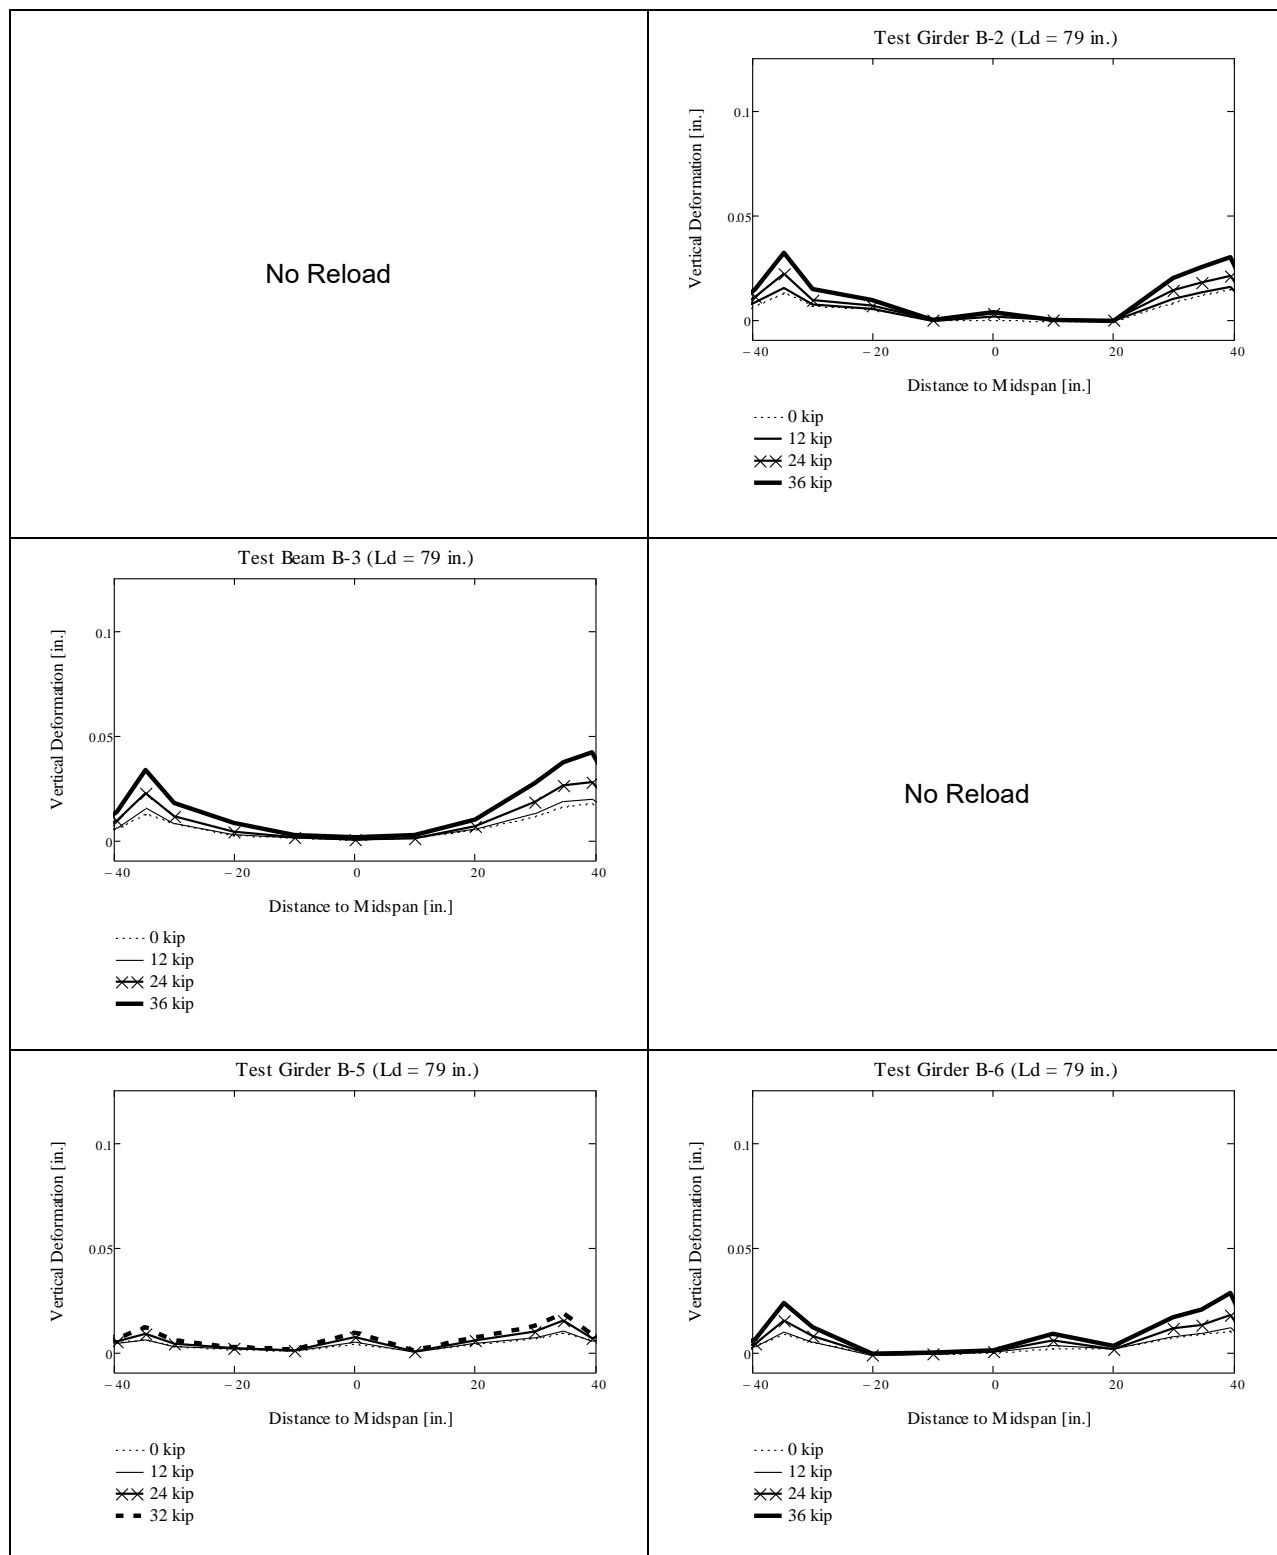 No Reload
Test Girder B-2 (Ld = 79 in.)
Vertical Deformation [in.]
0.1
0.05
0
−40
−20
0
20
40
Distance to Midspan [in.]
0 kip
12 kip
24 kip
36 kip
Test Beam B-3 (Ld = 79 in.)
Vertical Deformation [in.]
0.1
0.05
0
−40
−20
0
20
40
Distance to Midspan [in.]
0 kip
12 kip
24 kip
36 kip
No Reload
Test Girder B-5 (Ld = 79 in.)
Vertical Deformation [in.]
0.1
0.05
0
−40
−20
0
20
40
Distance to Midspan [in.]
0 kip
12 kip
24 kip
32 kip
Test Girder B-6 (Ld = 79 in.)
Vertical Deformation [in.]
0.1
0.05
0
−40
−20
0
20
40
Distance to Midspan [in.]
0 kip
12 kip
24 kip
36 kip